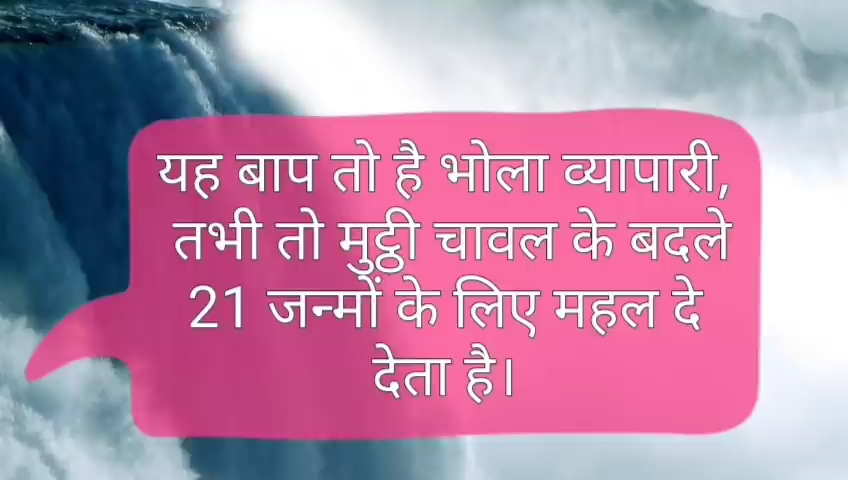 यह बाप तो है भोला व्यापारी,
तभी तो मुट्ठी चावल के बदले
21 जन्मों के लिए महल दे
देता है।